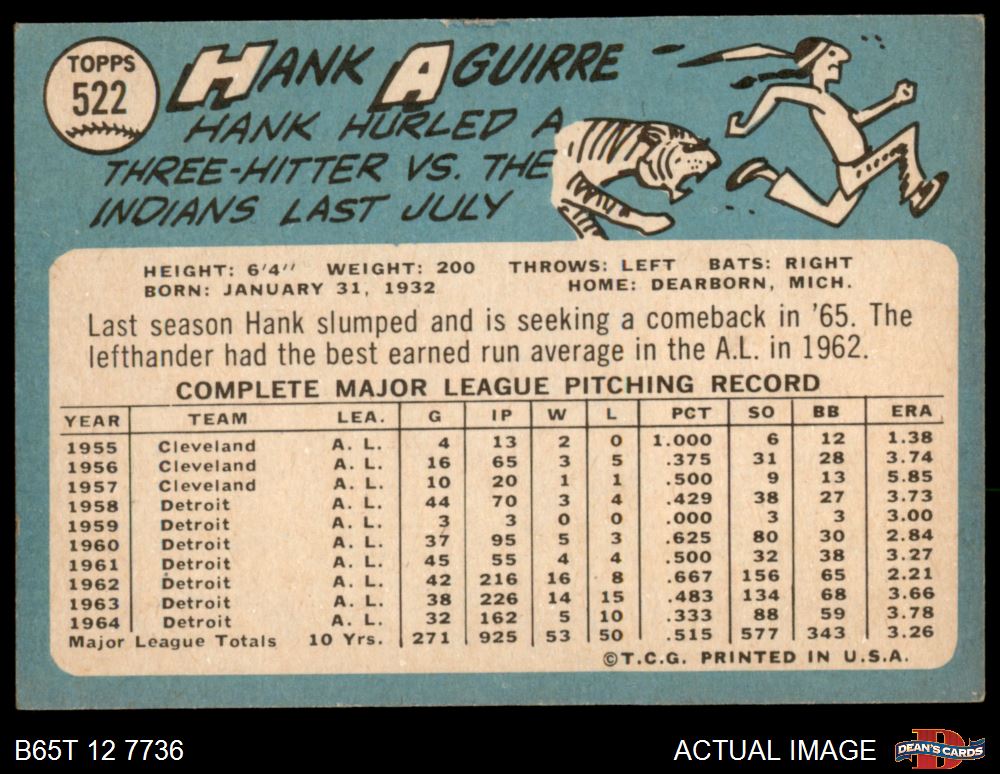 TOPPS
522
HANK AGUIRRE
HANK HURLED A
THREE-HITTER VS. THE
INDIANS LAST JULY
HEIGHT: 6'4" WEIGHT: 200 THROWS: LEFT BATS: RIGHT
BORN: JANUARY 31, 1932 HOME: DEARBORN, MICH.
Last season Hank slumped and is seeking a comeback in '65. The
lefthander had the best earned run average in the A.L. in 1962.
COMPLETE MAJOR LEAGUE PITCHING RECORD
YEAR TEAM LEA. G IP W L PCT SO BB ERA
1955 Cleveland A. L. 4 13 2 0 1.000 6 12 1.38
1956 Cleveland A. L. 16 65 3 5 .375 31 28 3.74
1957 Cleveland A. L. 10 20 1 1 .500 9 13 5.85
1958 Detroit A. L. 44 70 3 4 .429 38 27 3.73
1959 Detroit A. L. 3 3 0 0 .000 3 3 3.00
1960 Detroit A. L. 37 95 5 3 .625 80 30 2.84
1961 Detroit A. L. 45 55 4 4 .500 32 38 3.27
1962 Detroit A. L. 42 216 16 8 .667 156 65 2.21
1963 Detroit A. L. 38 226 14 15 .483 134 68 3.66
1964 Detroit A. L. 32 162 5 10 .333 88 59 3.78
Major League Totals 10 Yrs. 271 925 53 50 .515 577 343 3.26
©T.C.G. PRINTED IN U.S.A.
B65T 12 7736
ACTUAL IMAGE
D
DEAN'S CARDS